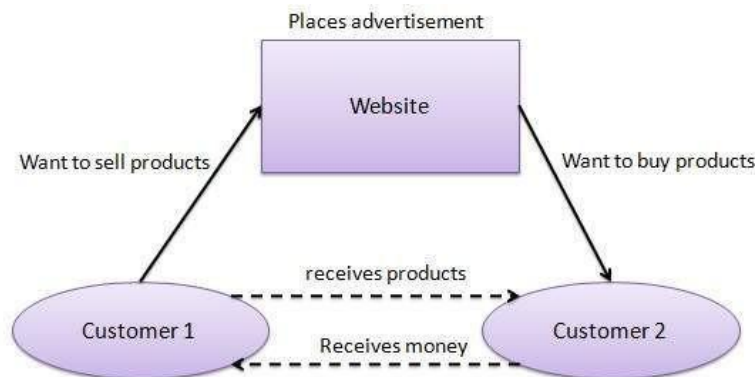 Places advertisement
Website
Want to sell products
Want to buy products
receives products
Customer 1
Customer 2
Receives money